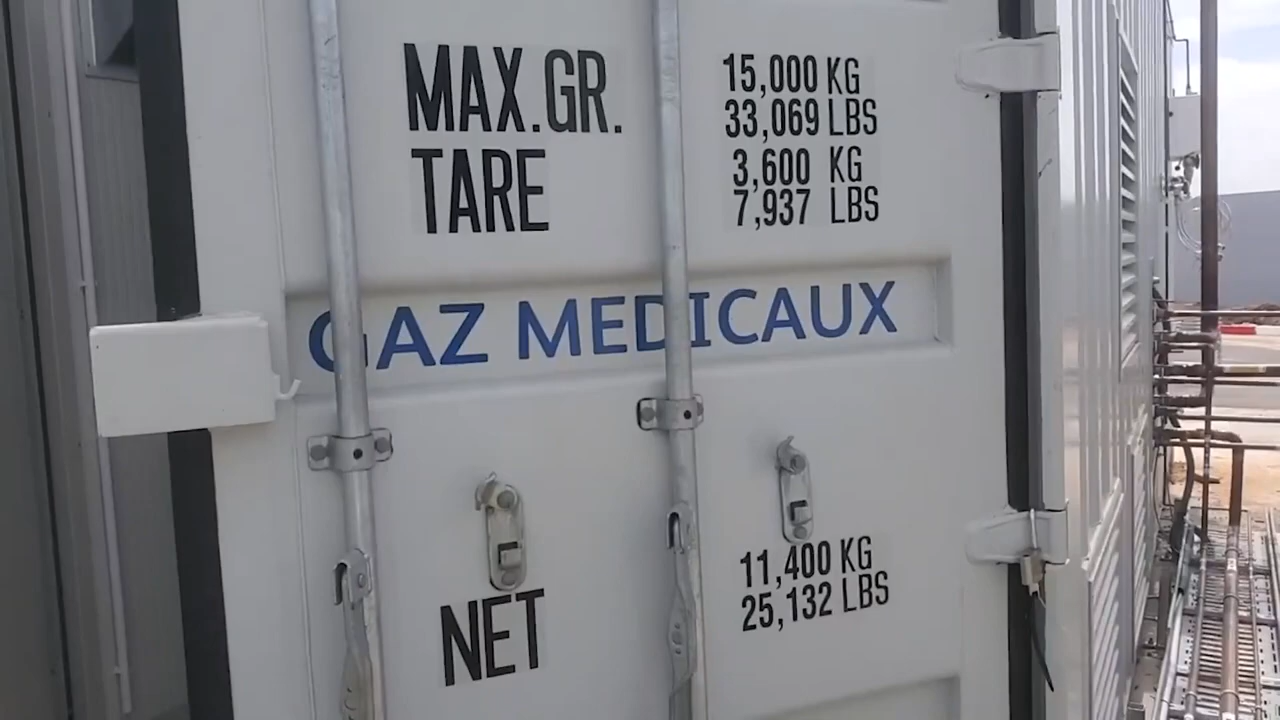 MAX.GR. 15,000 KG
33,069 LBS
TARE 3,600 KG
7,937 LBS
GAZ MEDICAUX
NET 11,400 KG
25,132 LBS